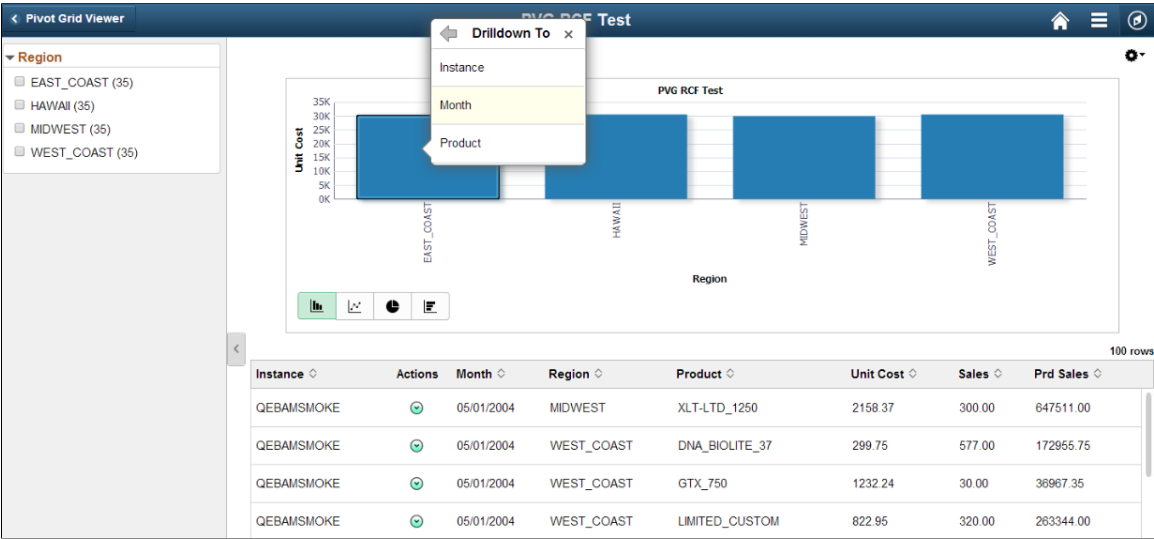 Pivot Grid Viewer
PVG RCF Test
Drilldown To
Instance
Month
Product
Region
EAST_COAST (35)
HAWAII (35)
MIDWEST (35)
WEST_COAST (35)
PVG RCF Test
Unit Cost
35K
30K
25K
20K
15K
10K
5K
0K
EAST_COAST
HAWAII
MIDWEST
WEST_COAST
Region
100 rows
Instance Actions Month Region Product Unit Cost Sales Prd Sales
QEBAMSMOKE 05/01/2004 MIDWEST XLT-LTD_1250 2158.37 300.00 647511.00
QEBAMSMOKE 05/01/2004 WEST_COAST DNA_BIOLITE_37 299.75 577.00 172955.75
QEBAMSMOKE 05/01/2004 WEST_COAST GTX_750 1232.24 30.00 36967.35
QEBAMSMOKE 05/01/2004 WEST_COAST LIMITED_CUSTOM 822.95 320.00 263344.00